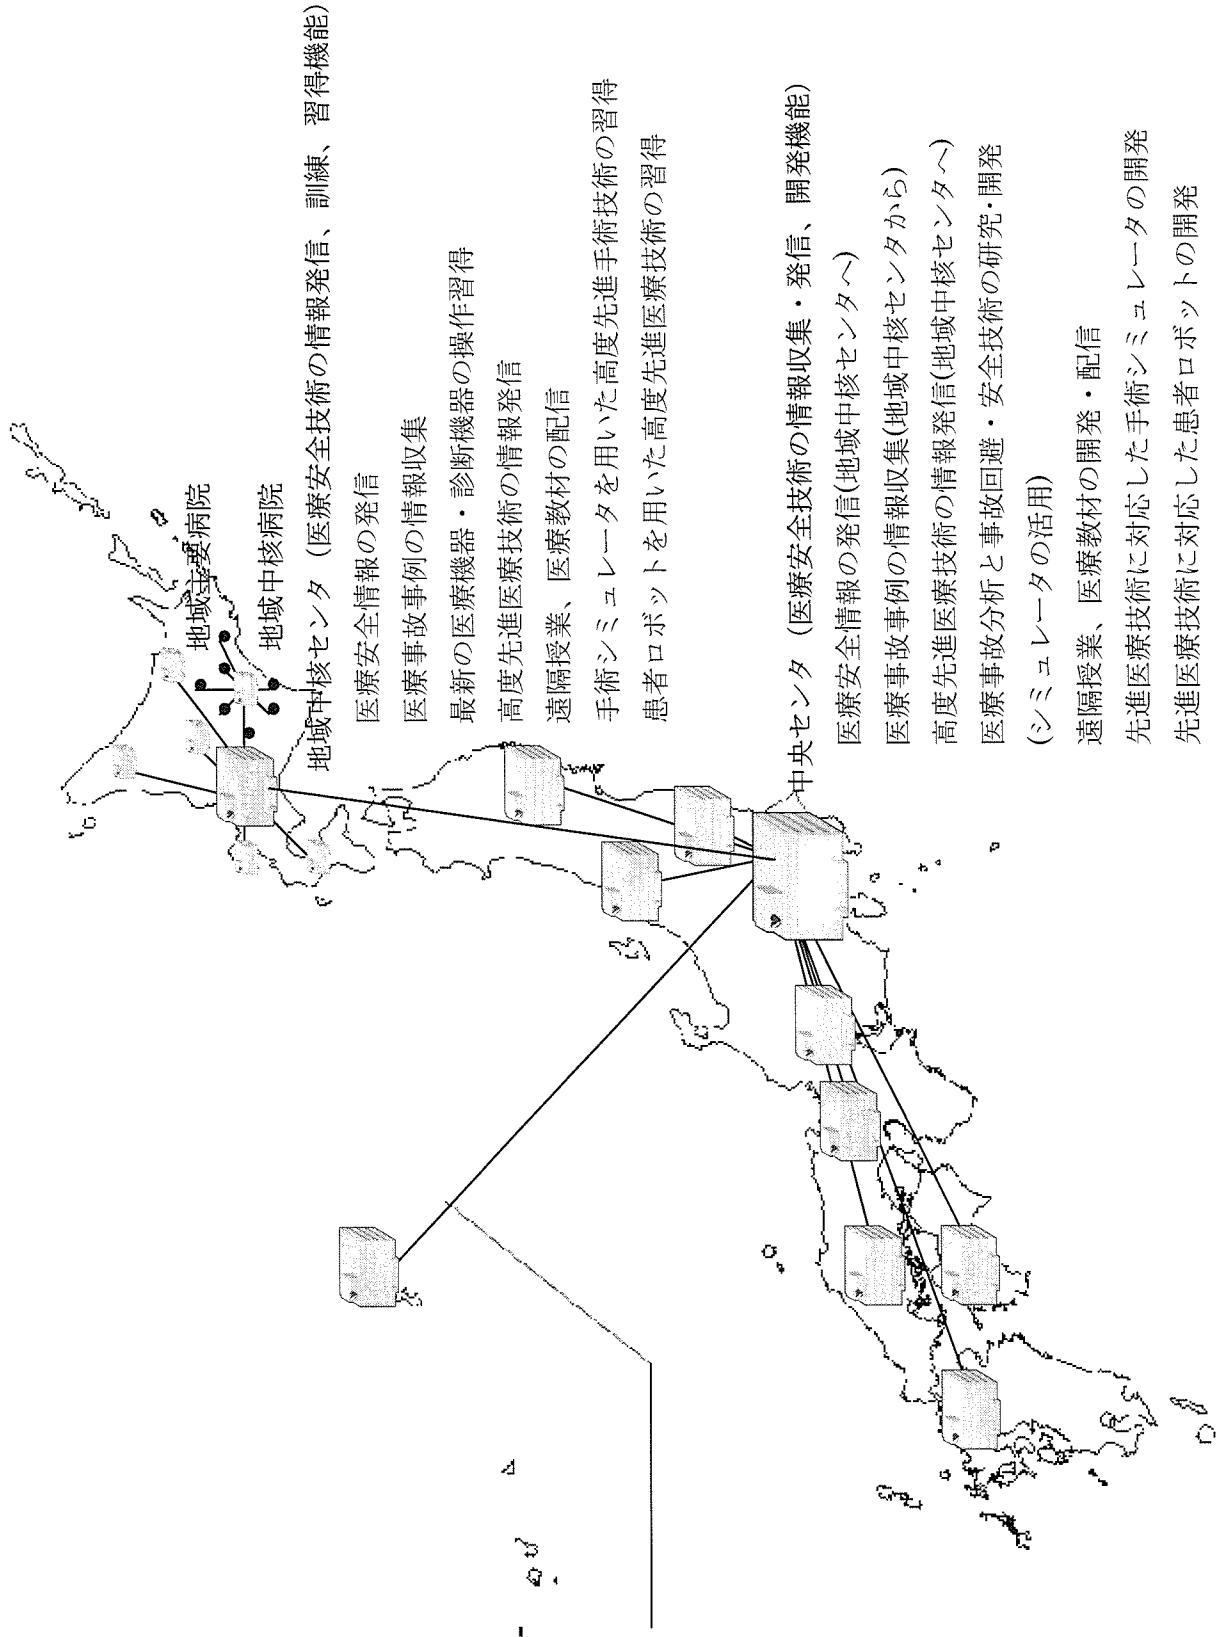 地域主要病院
地域中核病院
地域中核センタ (医療安全技術の情報発信、訓練、習得機能)
医療安全情報の発信
医療事故事例の情報収集
最新の医療機器・診断機器の操作習得
高度先進医療技術の情報発信
遠隔授業、医療教材の配信
手術シミュレータを用いた高度先進手術技術の習得
患者ロボットを用いた高度先進医療技術の習得
中央センタ (医療安全技術の情報収集・発信、開発機能)
医療安全情報の発信(地域中核センタへ)
医療事故事例の情報収集(地域中核センタから)
高度先進医療技術の情報発信(地域中核センタへ)
医療事故分析と事故回避・安全技術の研究・開発
(シミュレータの活用)
遠隔授業、医療教材の開発・配信
先進医療技術に対応した手術シミュレータの開発
先進医療技術に対応した患者ロボットの開発